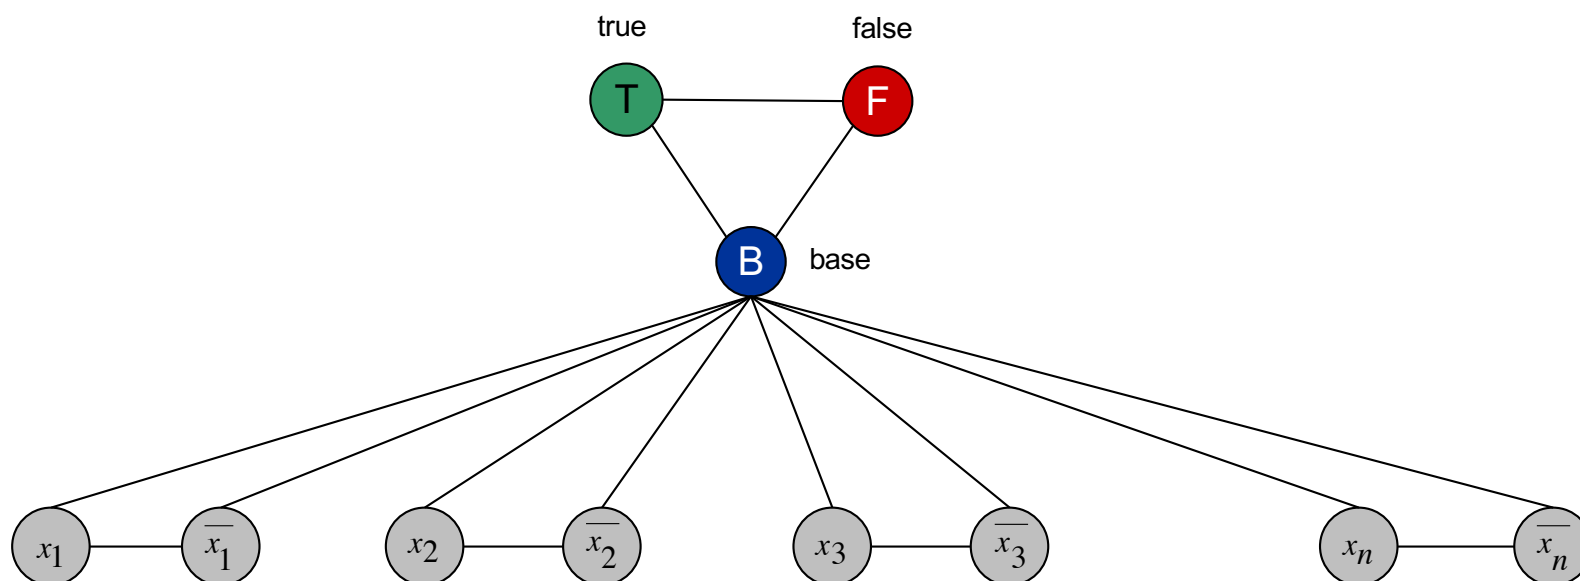 true false
T F
B base
x₁ x̅₁ x₂ x̅₂ x₃ x̅₃ xₙ x̅ₙ